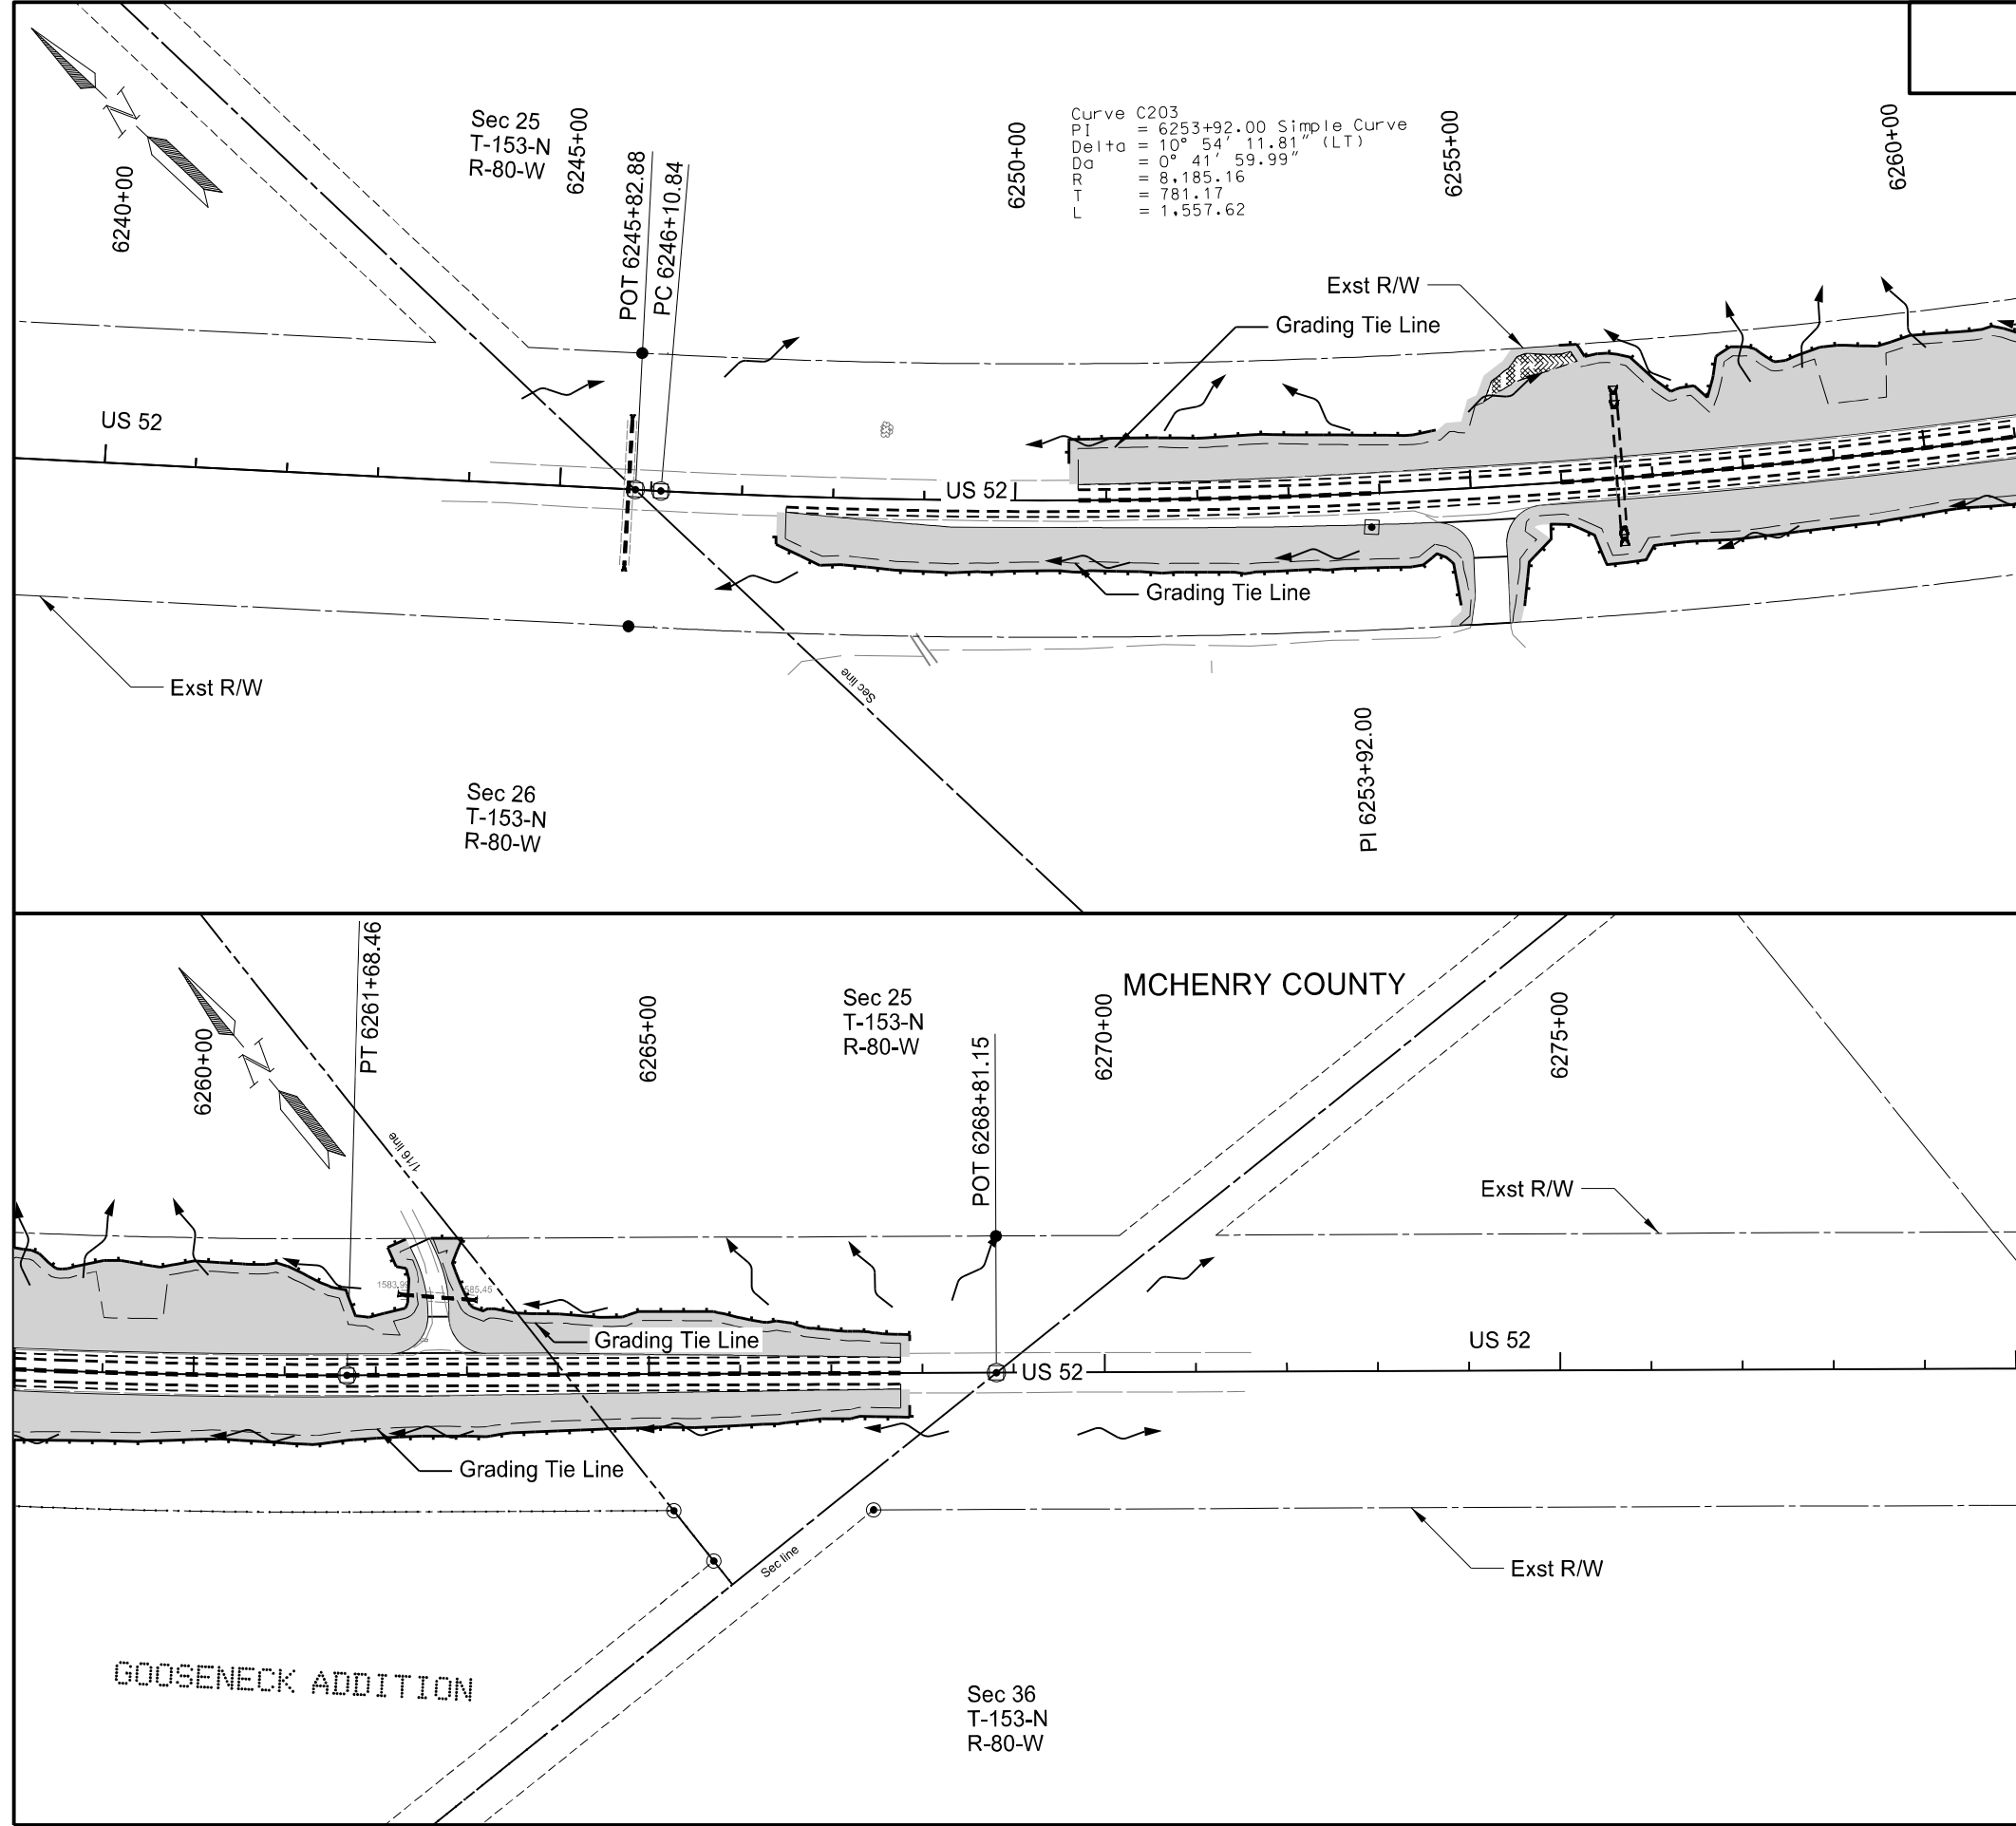 N
6240+00
Sec 25
T-153-N
R-80-W
6245+00
POT 6245+82.88
PC 6246+10.84
6250+00
Curve C203
PI = 6253+92.00 Simple Curve
Delta = 10° 54' 11.81" (LT)
Da = 0° 41' 59.99"
R = 8,185.16
T = 781.17
L = 1,557.62
6255+00
6260+00
Exst R/W
Grading Tie Line
US 52
US 52
Grading Tie Line
Exst R/W
Sec line
PI 6253+92.00
Sec 26
T-153-N
R-80-W
N
6260+00
PT 6261+68.46
1/16 line
6265+00
Sec 25
T-153-N
R-80-W
POT 6268+81.15
6270+00
MCHENRY COUNTY
6275+00
Exst R/W
Grading Tie Line
US 52
US 52
Grading Tie Line
Exst R/W
Sec line
GOOSENECK ADDITION
Sec 36
T-153-N
R-80-W